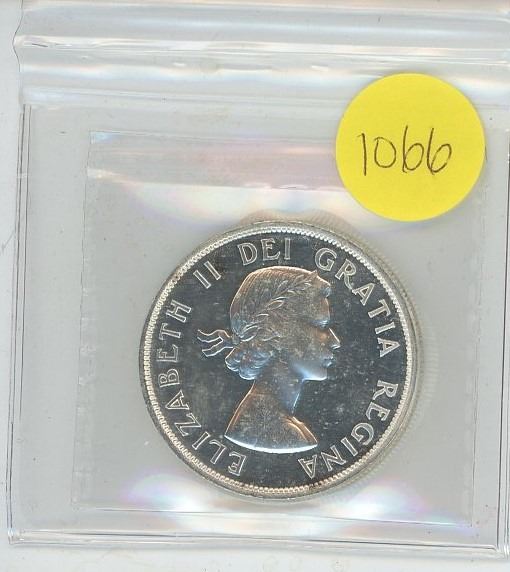 1066
ELIZABETH II DEI GRATIA REGINA